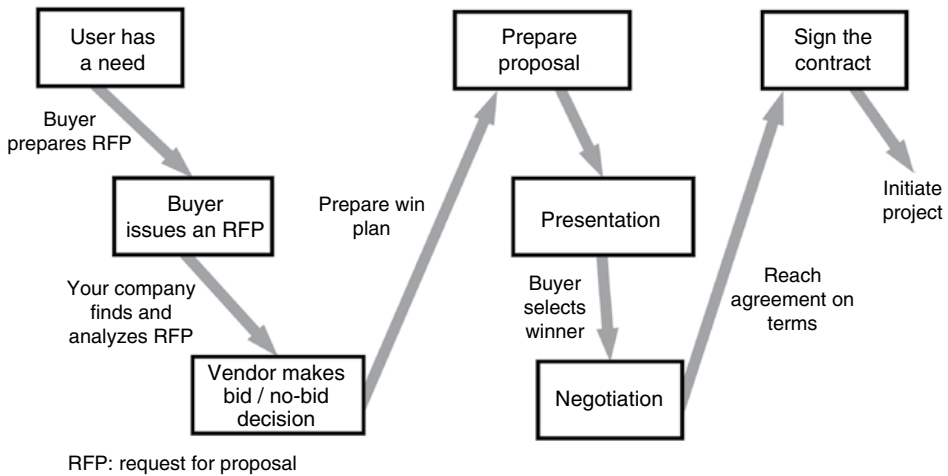 User has
a need
Buyer
prepares RFP
Buyer
issues an RFP
Your company
finds and
analyzes RFP
Vendor makes
bid / no-bid
decision
Prepare win
plan
Prepare
proposal
Presentation
Buyer
selects
winner
Negotiation
Reach
agreement on
terms
Sign the
contract
Initiate
project
RFP: request for proposal